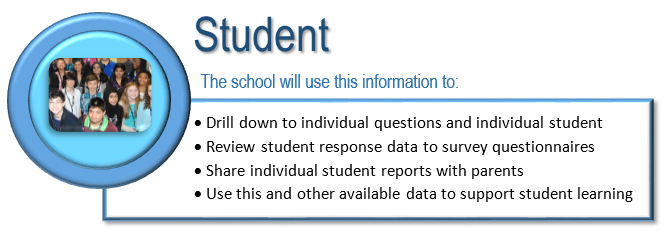 Student
The school will use this information to:
• Drill down to individual questions and individual student
• Review student response data to survey questionnaires
• Share individual student reports with parents
• Use this and other available data to support student learning